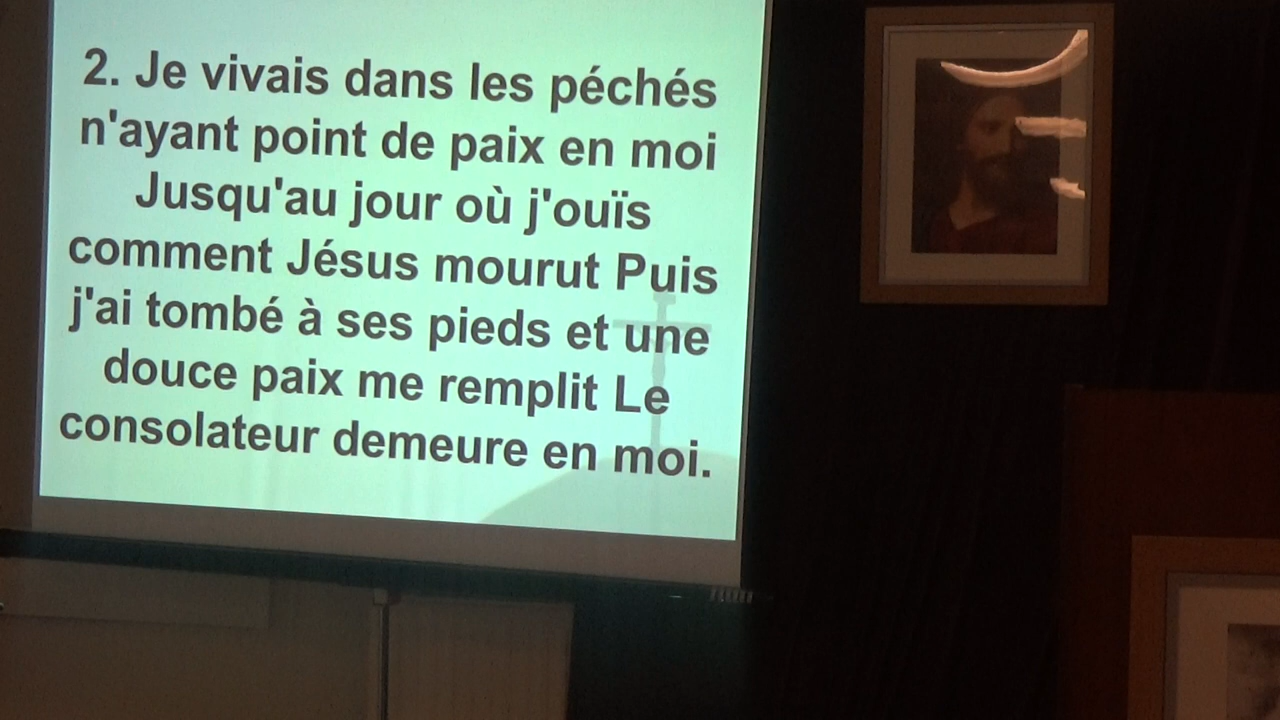 2. Je vivais dans les péchés
n'ayant point de paix en moi
Jusqu'au jour où j'ouïs
comment Jésus mourut Puis
j'ai tombé à ses pieds et une
douce paix me remplit Le
consolateur demeure en moi.